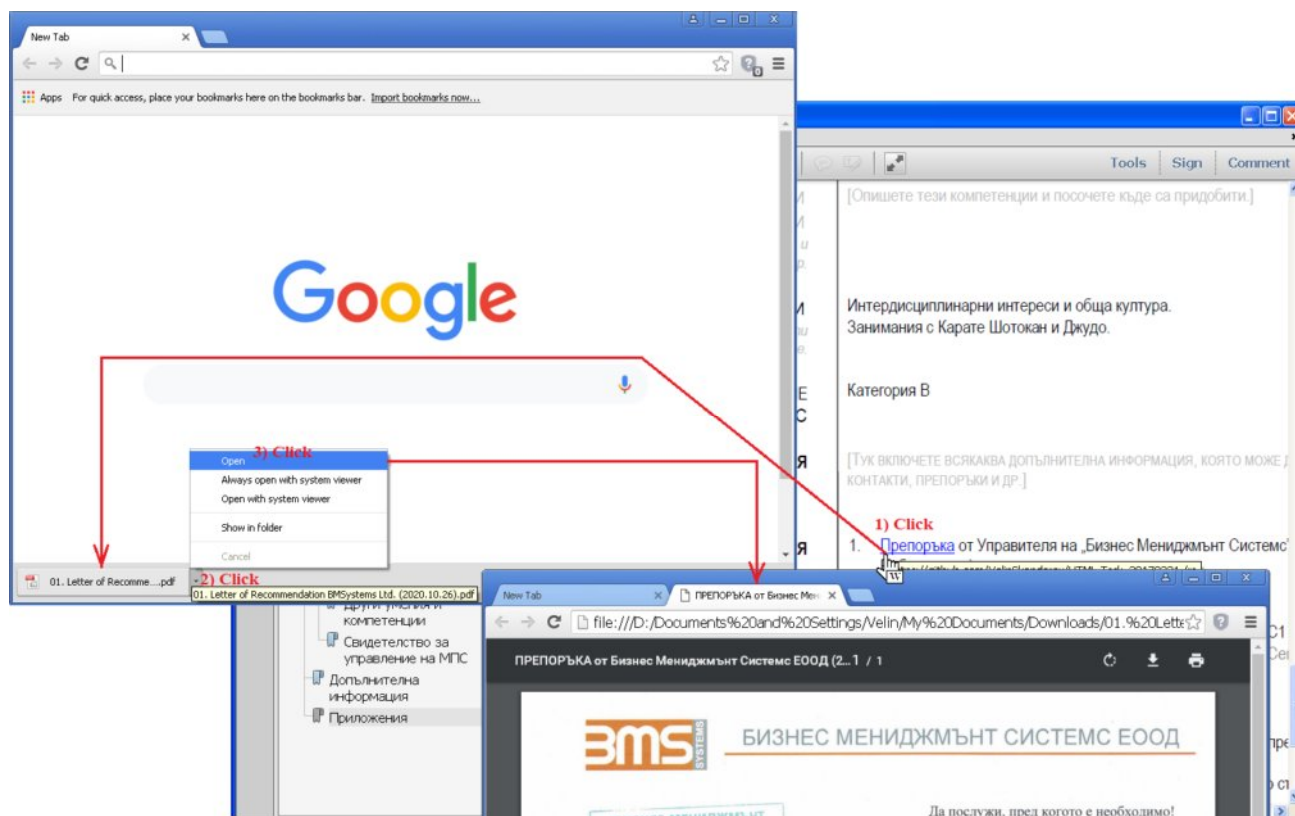 New Tab
Apps For quick access, place your bookmarks here on the bookmarks bar. Import bookmarks now...
Google
3) Click
Open
Always open with system viewer
Open with system viewer
Show in folder
Cancel
01. Letter of Recomme....pdf
2) Click
01. Letter of Recommendation BMSystems Ltd. (2020.10.26).pdf
Tools Sign Comment
[Опишете тези компетенции и посочете къде са придобити.]
Интердисциплинарни интереси и обща култура.
Занимания с Карате Шотокан и Джудо.
Категория В
[ТУК ВКЛЮЧЕТЕ ВСЯКАКВА ДОПЪЛНИТЕЛНА ИНФОРМАЦИЯ, КОЯТО МОЖЕ
КОНТАКТИ, ПРЕПОРЪКИ И ДР.]
1) Click
1. Препоръка от Управителя на „Бизнес Мениджмънт Системс"
Други умения и
компетенции
Свидетелство за
управление на МПС
Допълнителна
информация
Приложения
New Tab
ПРЕПОРЪКА от Бизнес Мен
file:///D:/Documents%20and%20Settings/Velin/My%20Documents/Downloads/01.%20Lette
ПРЕПОРЪКА от Бизнес Мениджмънт Системс ЕООД (2...1 / 1
BMS SYSTEMS
БИЗНЕС МЕНИДЖМЪНТ СИСТЕМС ЕООД
Да послужи, пред когото е необходимо!